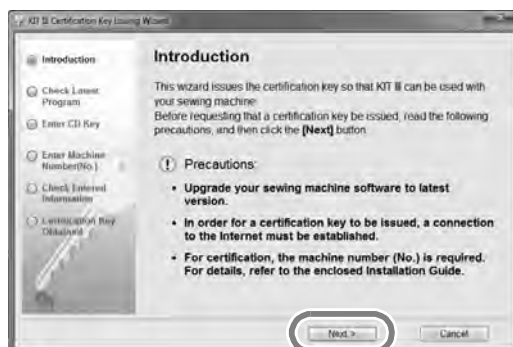 KIT II Certification Key Issuing Wizard
Introduction
Check Latest
Program
Enter CD Key
Enter Machine
Number(No.)
Check Entered
Information
Certification Key
Obtained
Introduction
This wizard issues the certification key so that KIT III can be used with
your sewing machine
Before requesting that a certification key be issued, read the following
precautions, and then click the [Next] button
! Precautions:
• Upgrade your sewing machine software to latest
version.
• In order for a certification key to be issued, a connection
to the Internet must be established.
• For certification, the machine number (No.) is required.
For details, refer to the enclosed Installation Guide.
Next >
Cancel